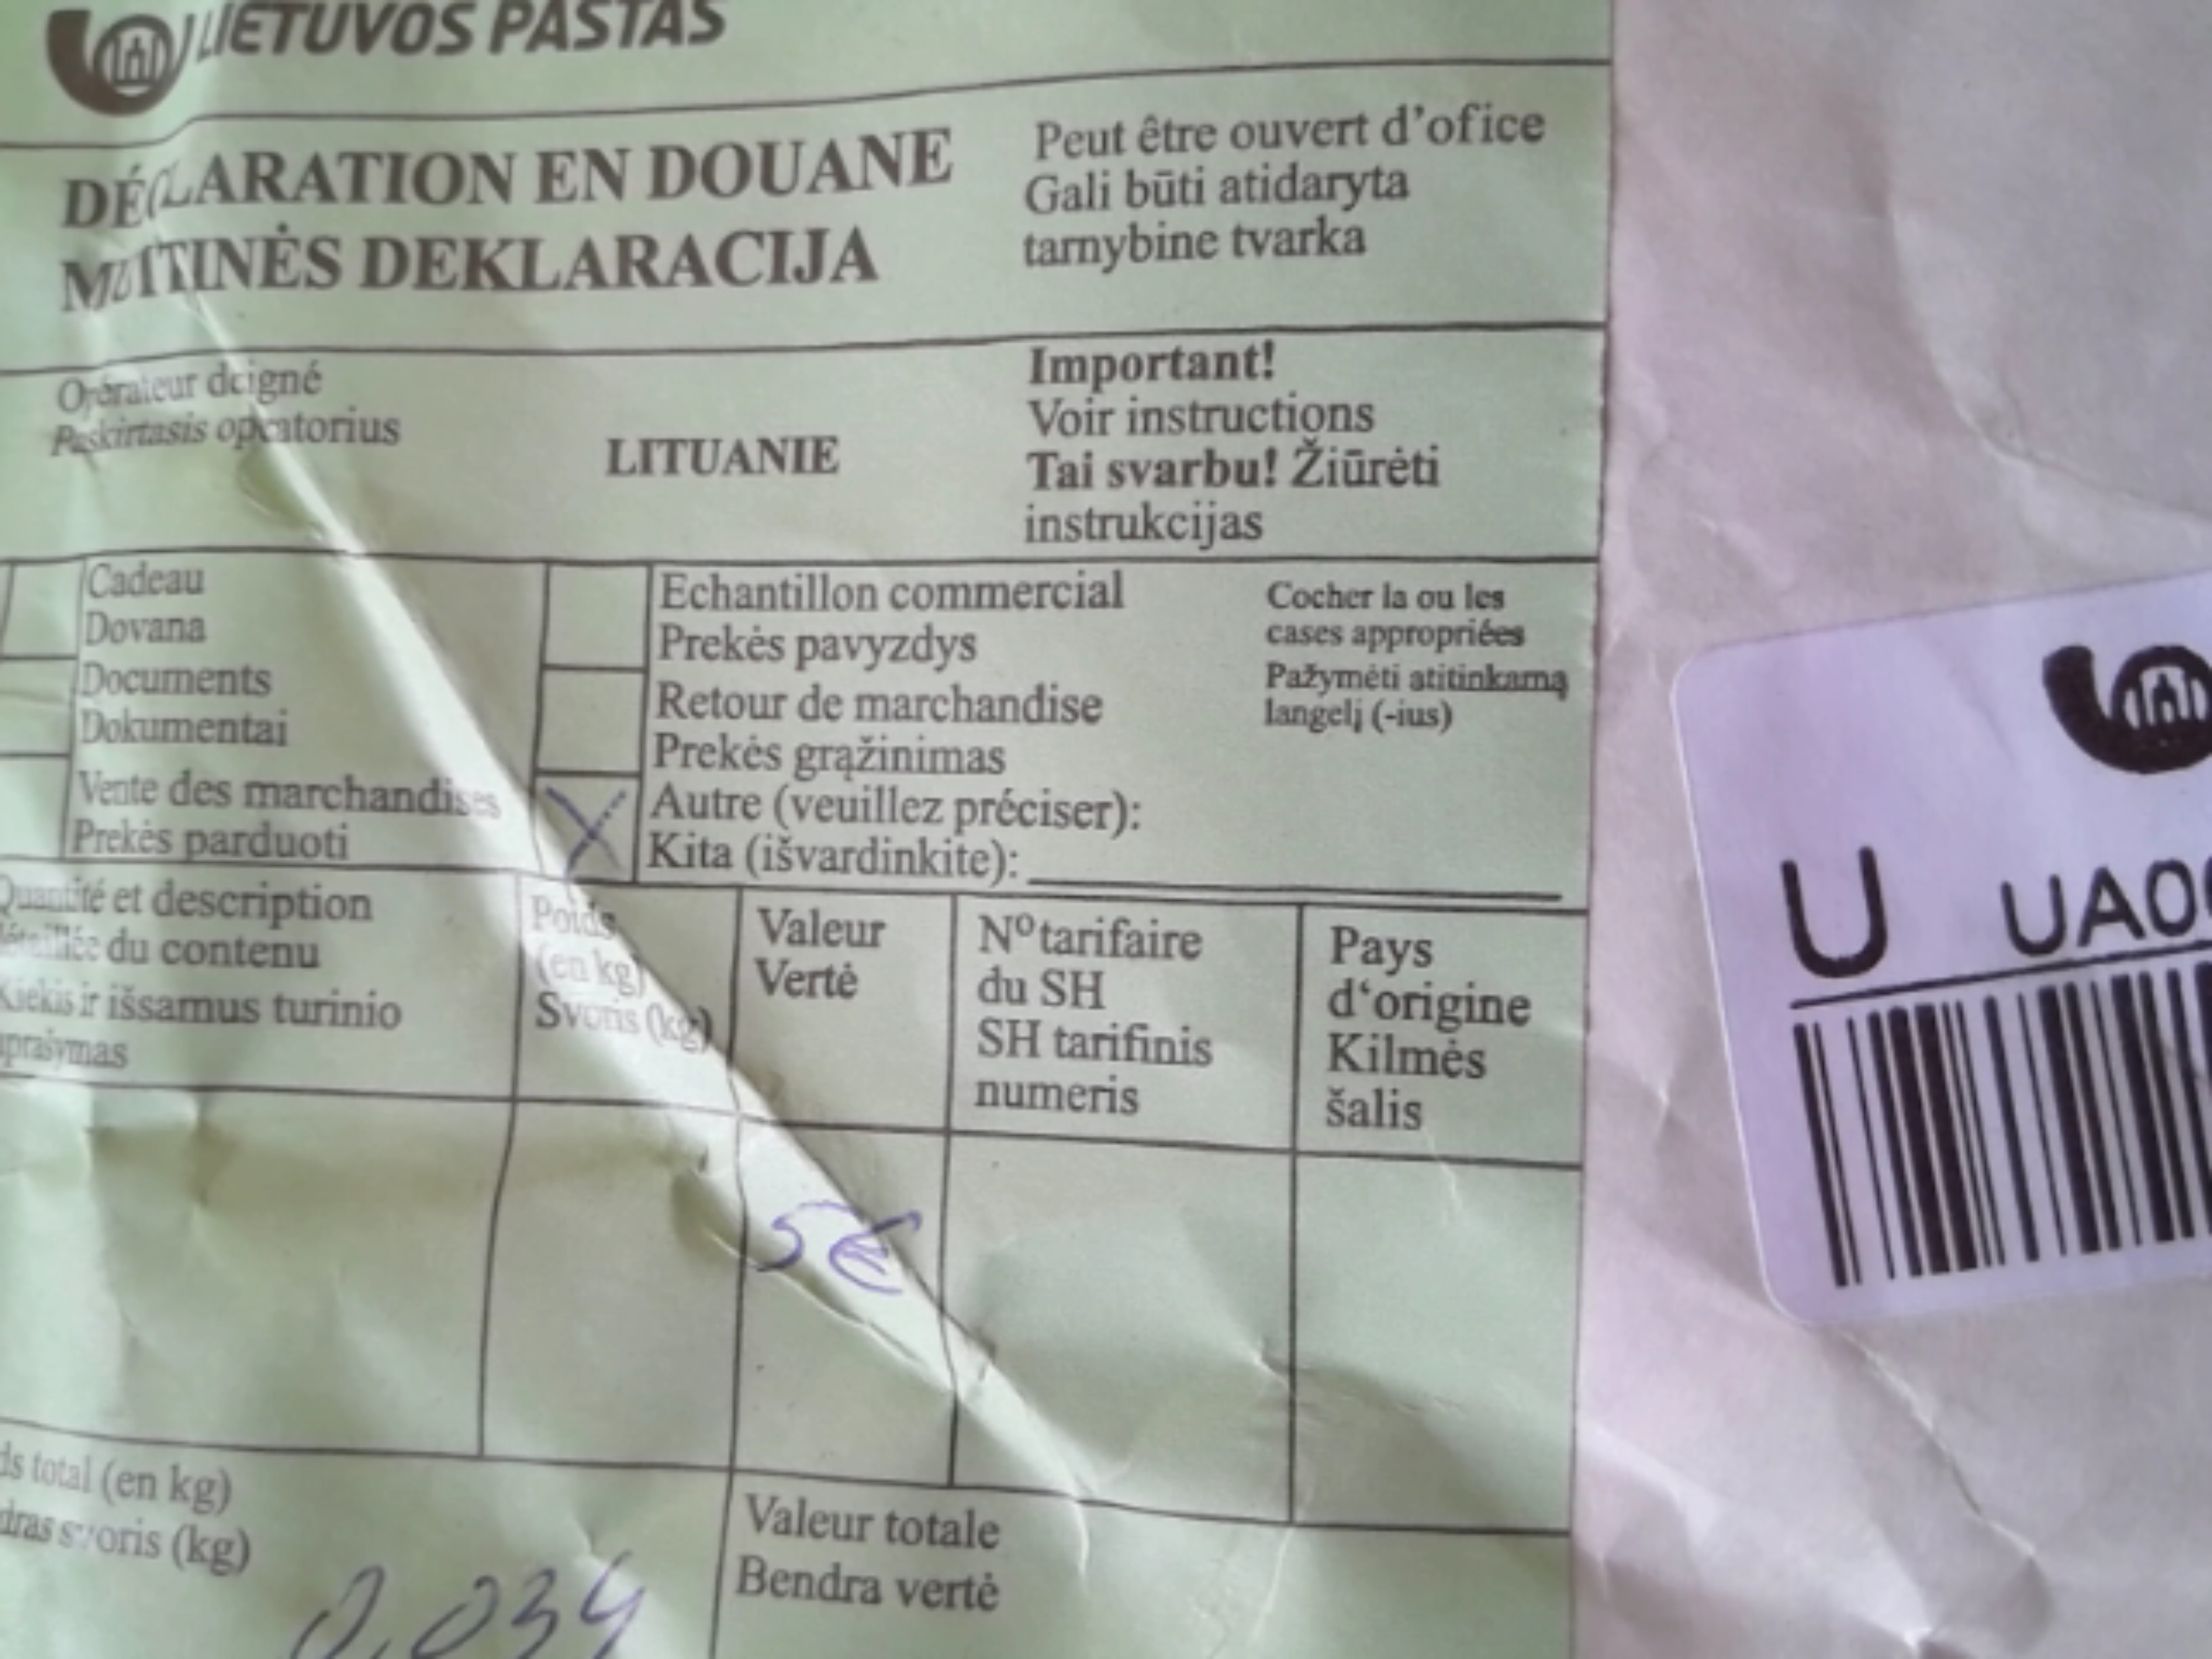 LIETUVOS PAŠTAS
DÉCLARATION EN DOUANE
MUITINĖS DEKLARACIJA
Peut être ouvert d'ofice
Gali būti atidaryta
tarnybine tvarka
Opérateur dcigné
Paskirtasis operatorius
LITUANIE
Important!
Voir instructions
Tai svarbu! Žiūrėti
instrukcijas
Cadeau
Dovana
Documents
Dokumentai
Vente des marchandises
Prekės parduoti
Echantillon commercial
Prekės pavyzdys
Retour de marchandise
Prekės grąžinimas
X Autre (veuillez préciser):
Kita (išvardinkite):
Cocher la ou les
cases appropriées
Pažymėti atitinkamą
langelį (-ius)
Quantité et description
détaillée du contenu
Kiekis ir išsamus turinio
aprašymas
Poids
(en kg)
Svoris (kg)
Valeur
Vertė
Nº tarifaire
du SH
SH tarifinis
numeris
Pays
d‘origine
Kilmės
šalis
5 €
total (en kg)
svoris (kg)
0,034
Valeur totale
Bendra vertė
U UA0